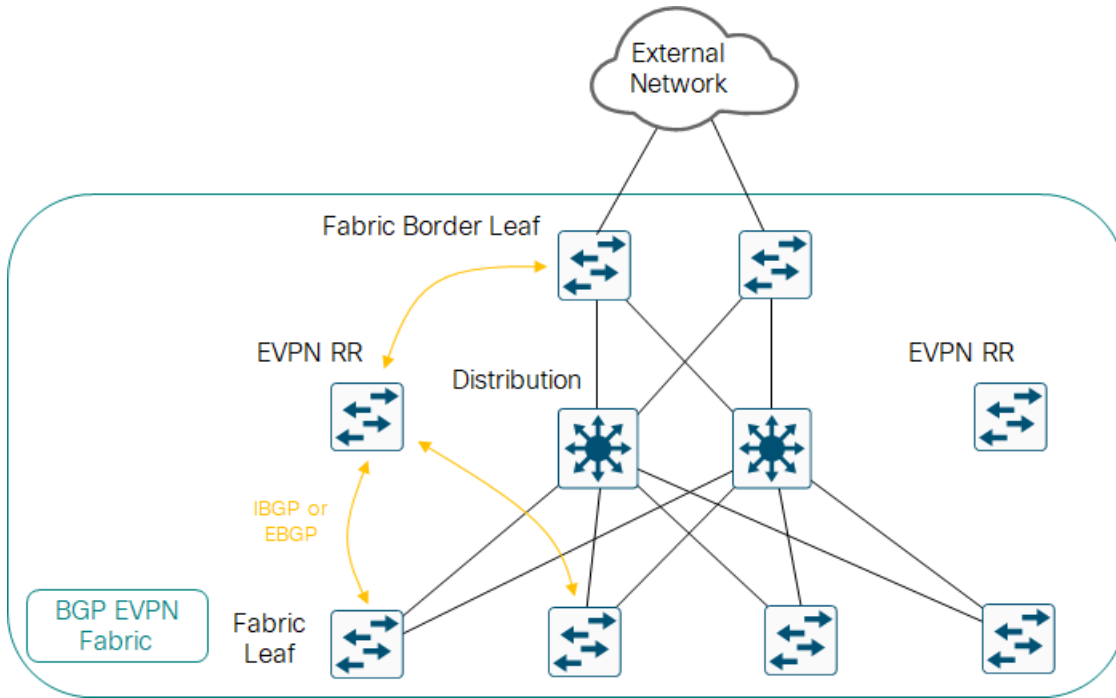 External
Network
Fabric Border Leaf
EVPN RR
EVPN RR
Distribution
IBGP or
EBGP
BGP EVPN
Fabric
Fabric
Leaf